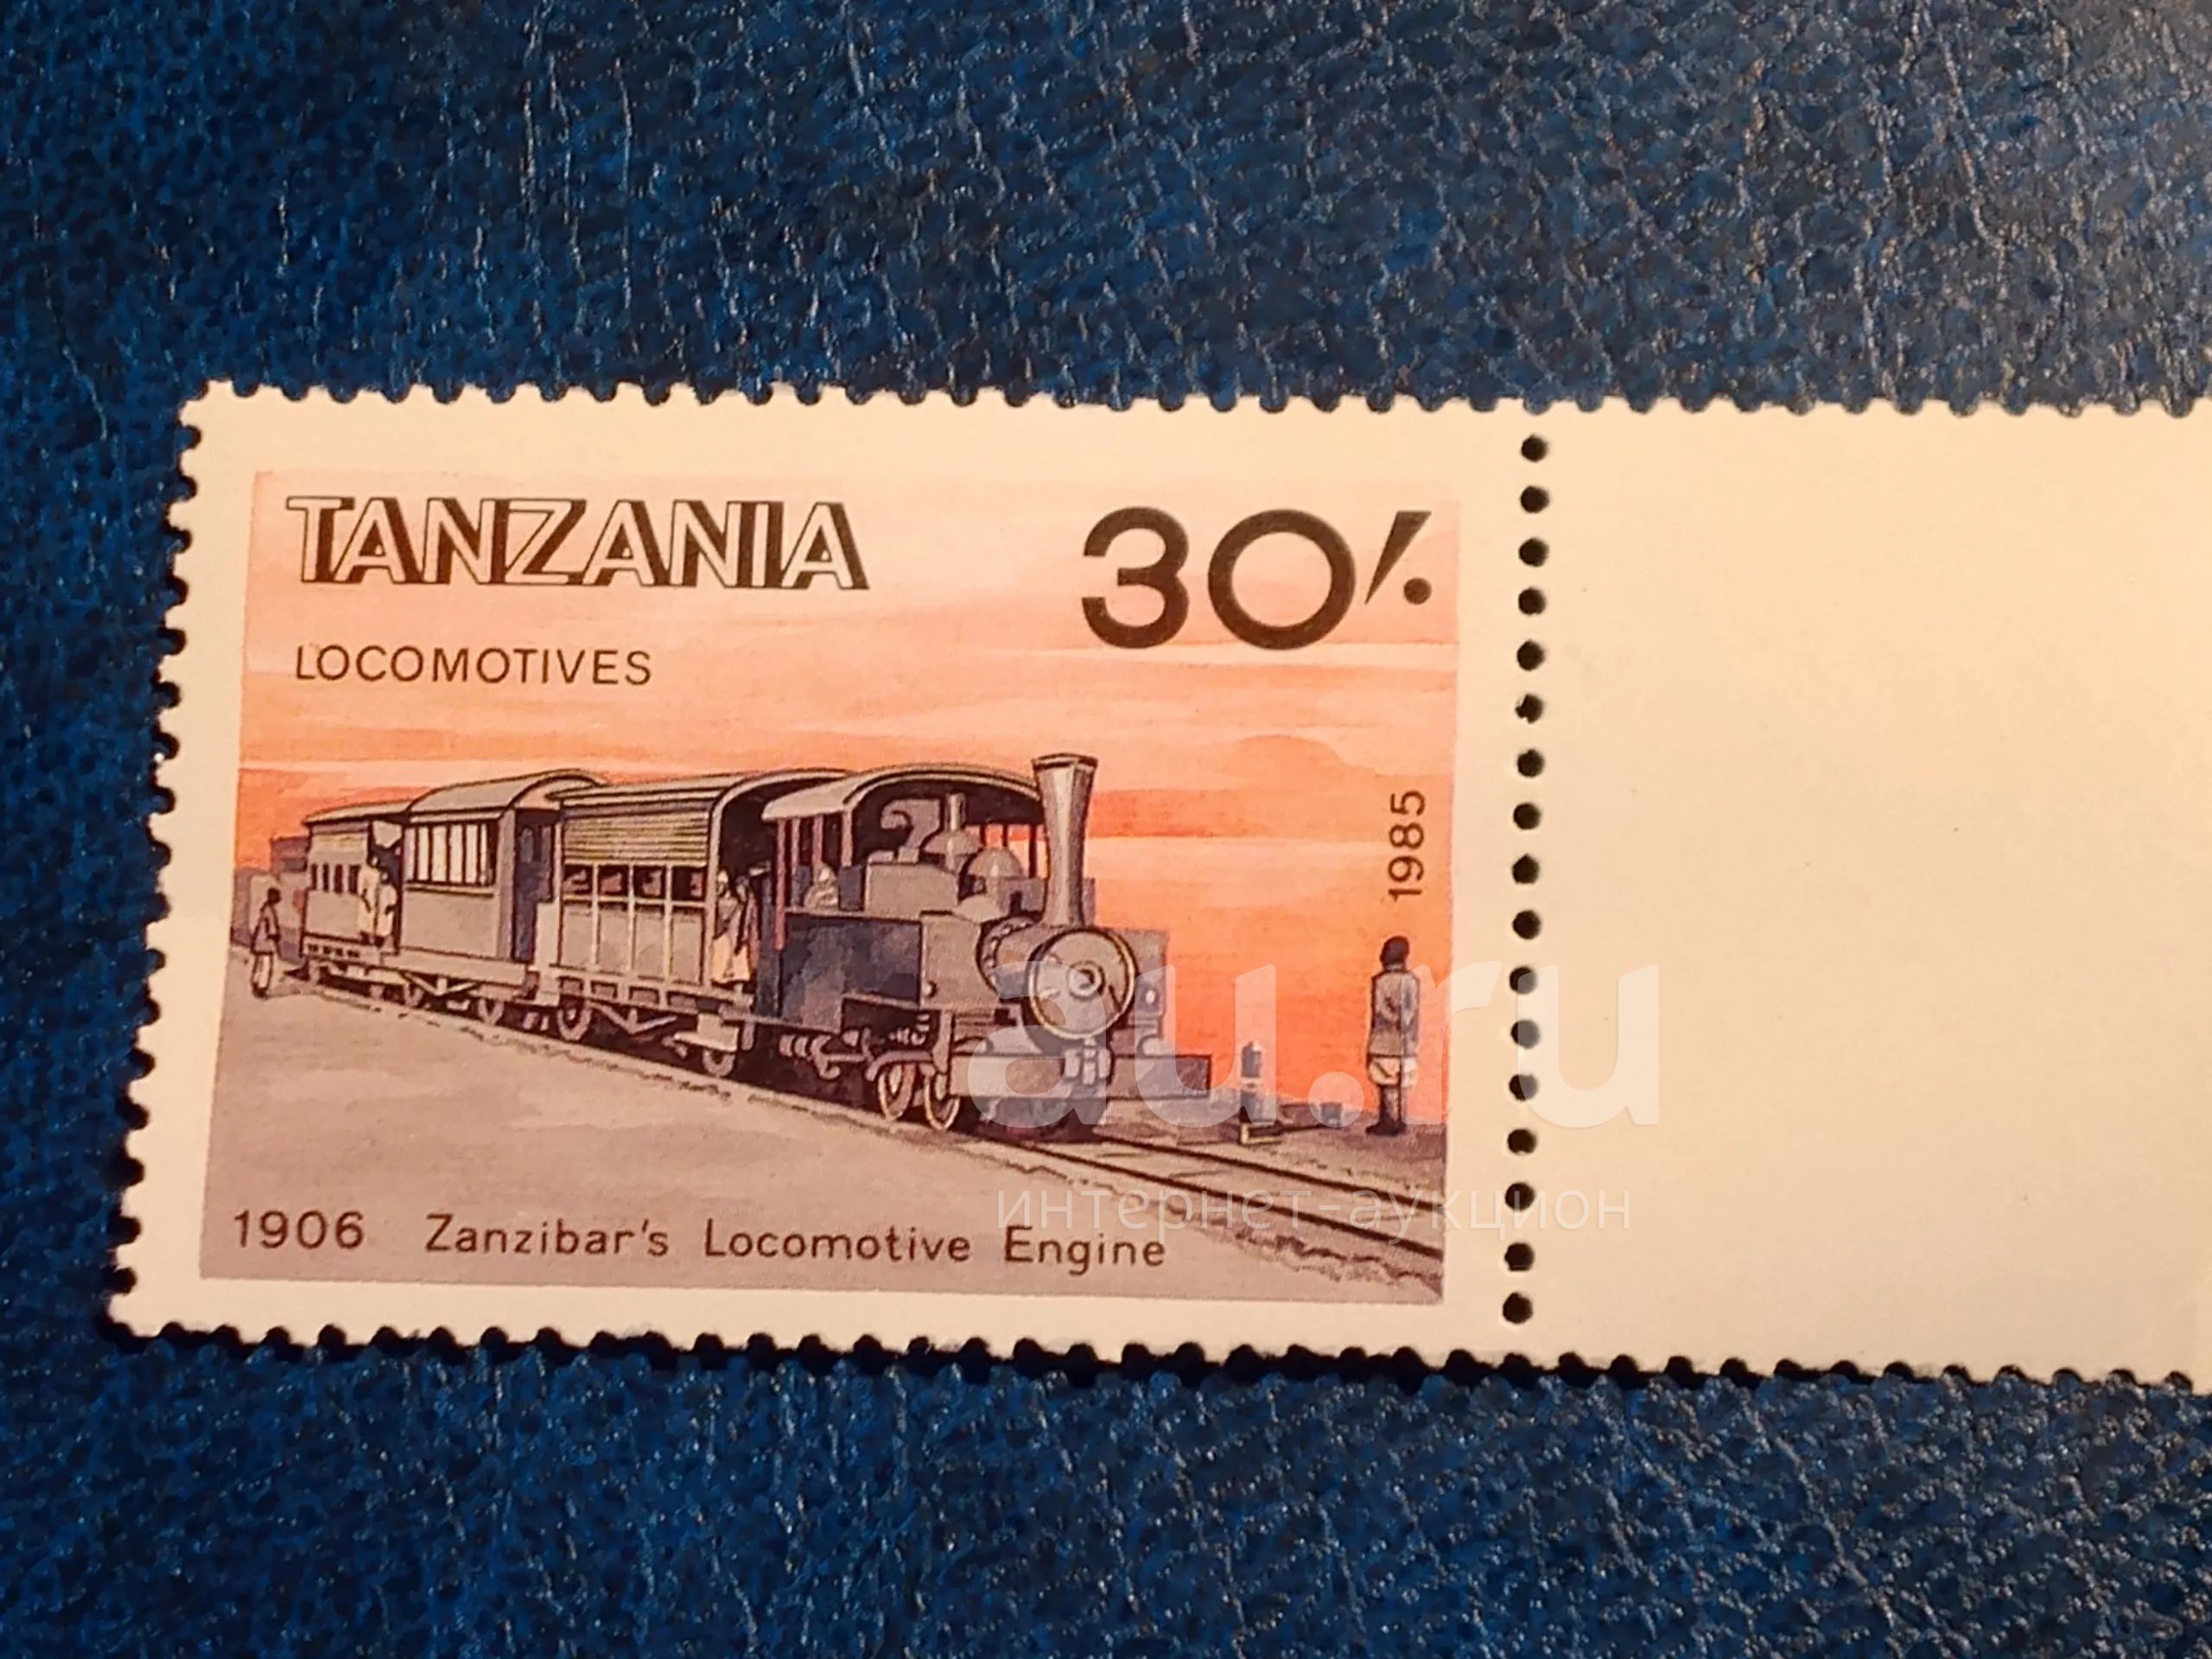 TANZANIA
30/.
LOCOMOTIVES
1985
au.ru
интернет-аукцион
1906 Zanzibar's Locomotive Engine